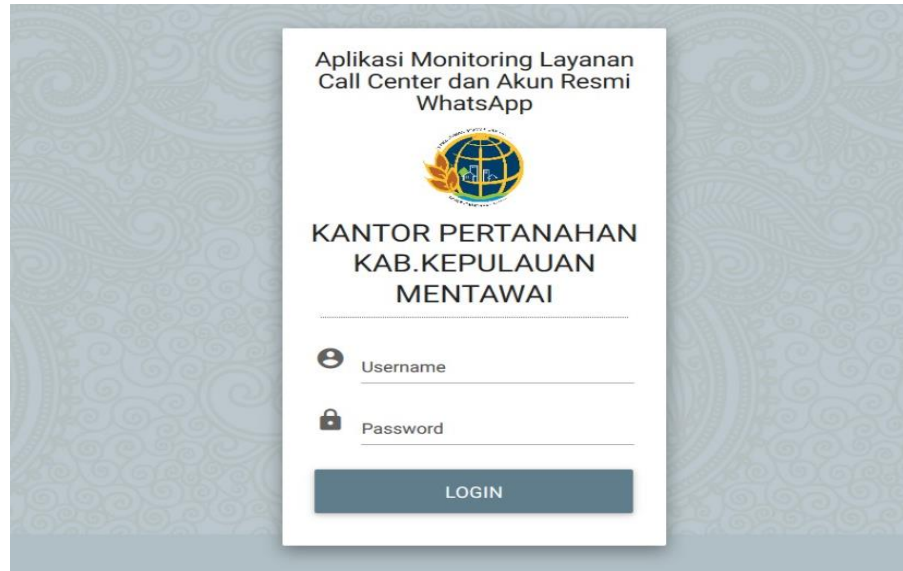 Aplikasi Monitoring Layanan
Call Center dan Akun Resmi
WhatsApp
KANTOR PERTANAHAN
KAB.KEPULAUAN
MENTAWAI
Username
Password
LOGIN